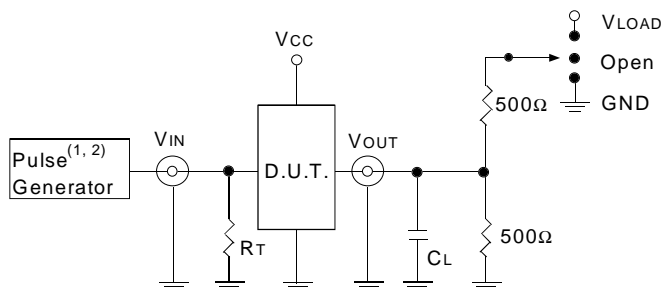 VLOAD
Open
GND
VCC
500Ω
VIN
VOUT
Pulse(1, 2)
Generator
D.U.T.
RT
CL
500Ω